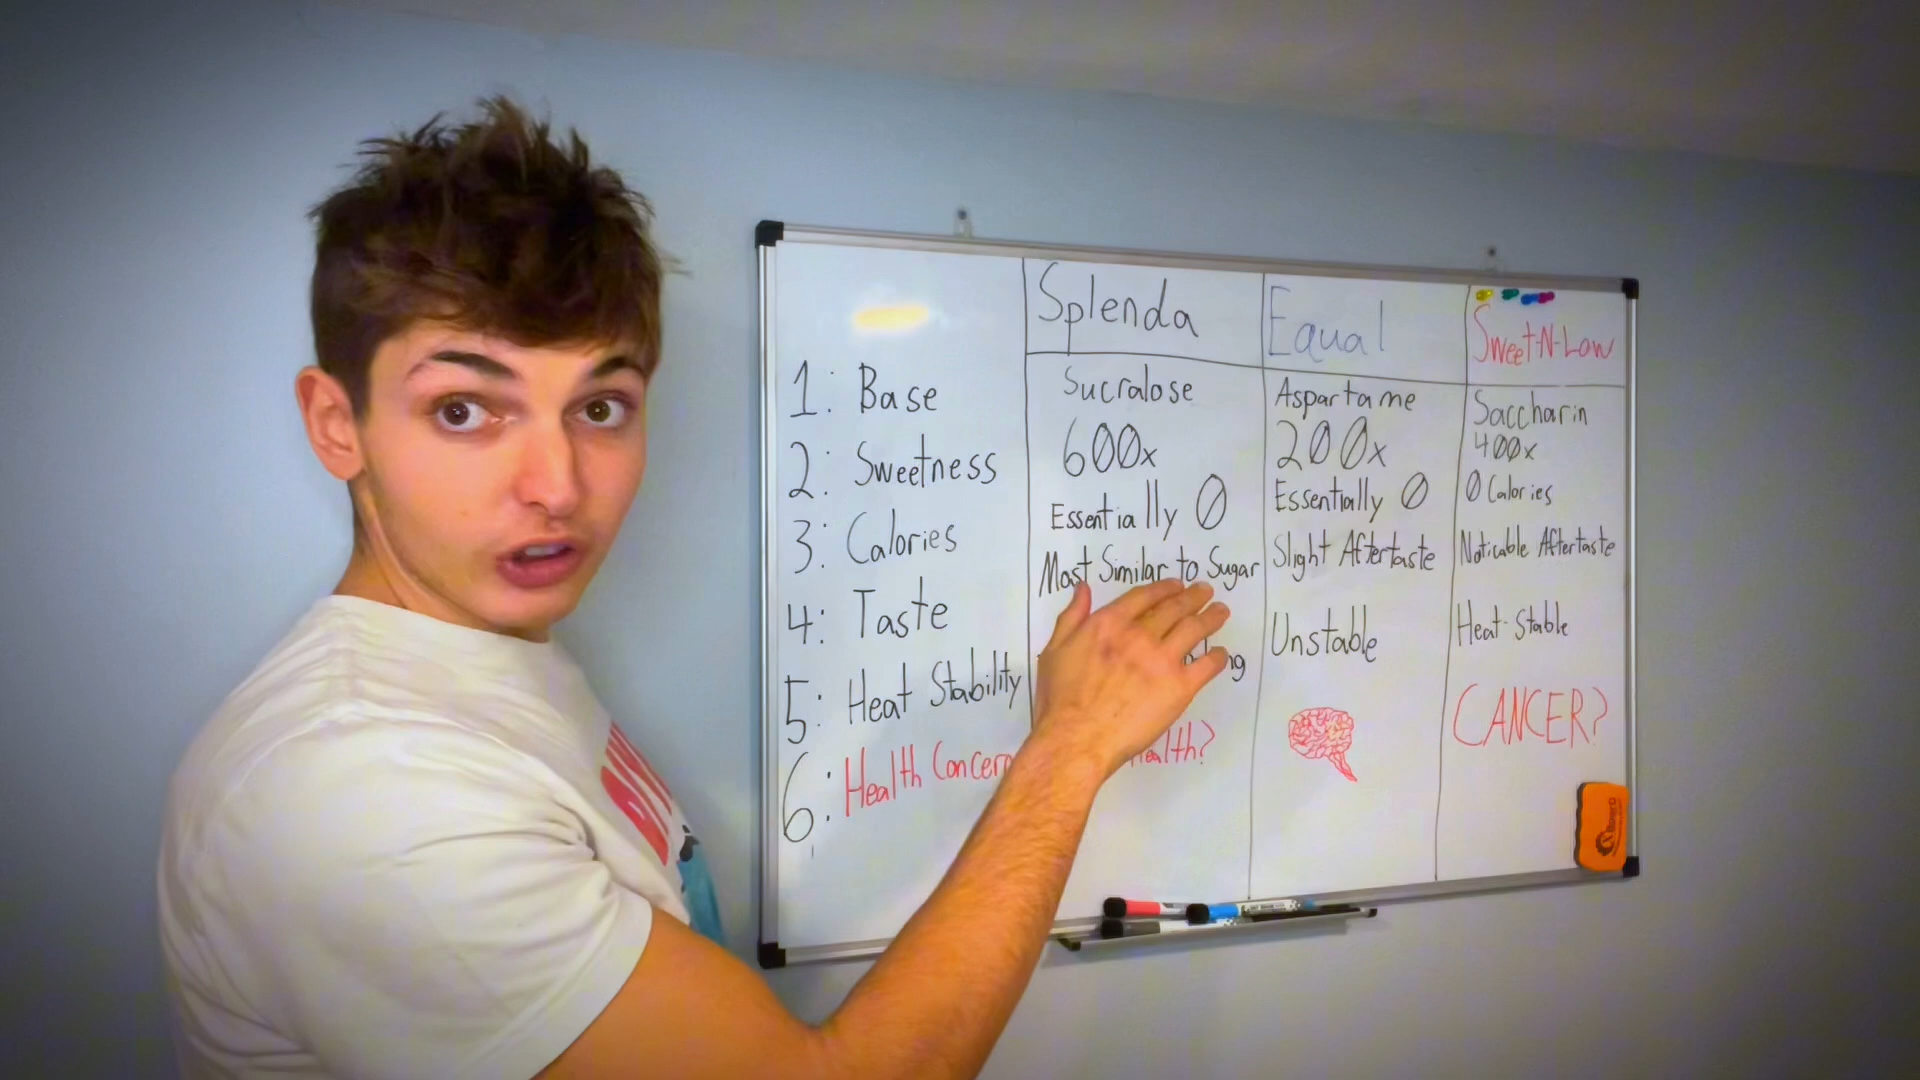 Splenda Equal Sweet-N-Low
1: Base Sucralose Aspartame Saccharin
2: Sweetness 600x 200x 400x
3: Calories Essentially 0 Essentially 0 0 Calories
4: Taste Most Similar to Sugar Slight Aftertaste Noticable Aftertaste
5: Heat Stability Unstable Heat-Stable
6: Health CANCER?